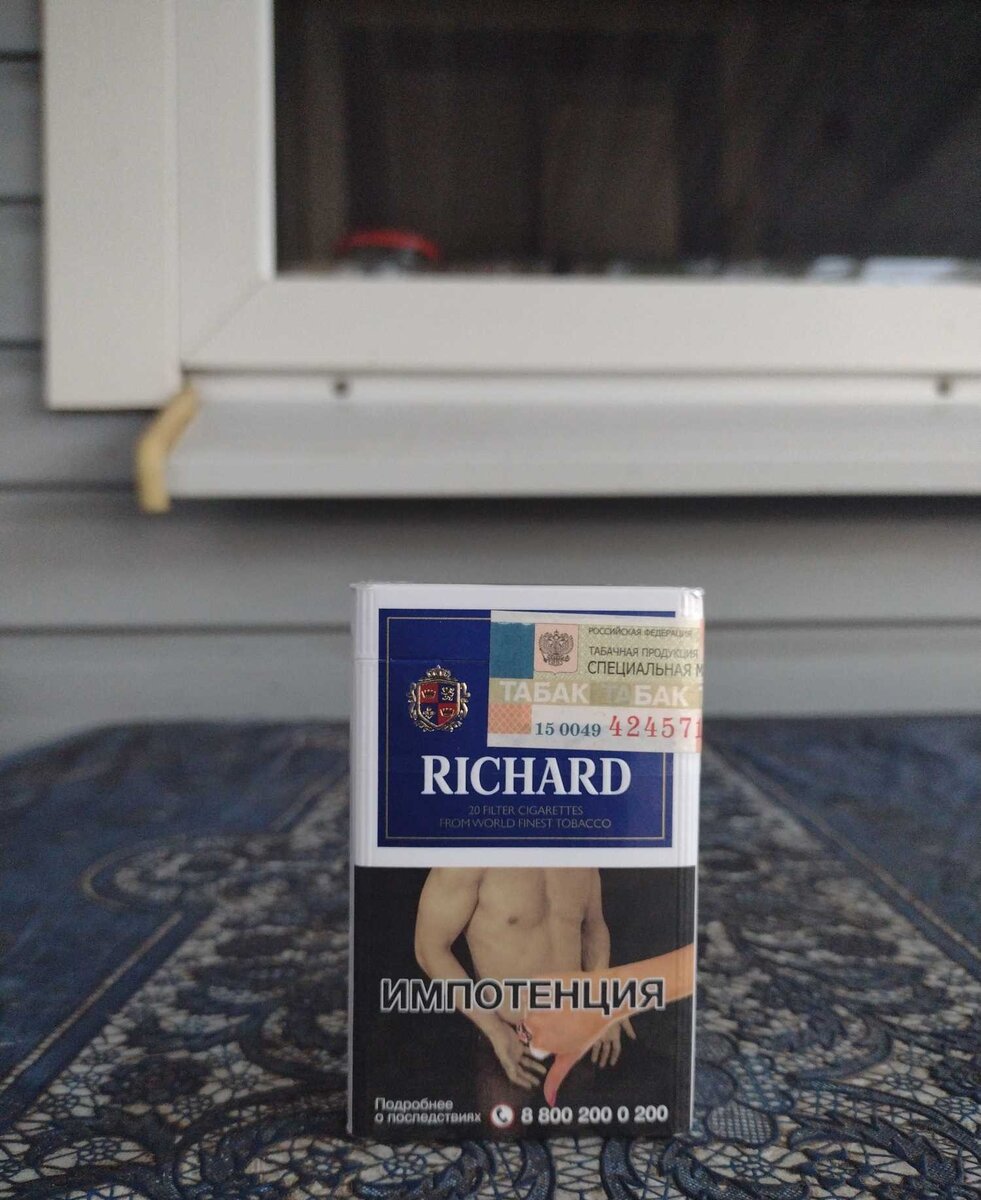 РОССИЙСКАЯ ФЕДЕРАЦИЯ
ТАБАЧНАЯ ПРОДУКЦИЯ
СПЕЦИАЛЬНАЯ М
ТАБАК ТАБАК
15 0049 424571
RICHARD
20 FILTER CIGARETTES
FROM WORLD FINEST TOBACCO
ИМПОТЕНЦИЯ
Подробнее
о последствиях 8 800 200 0 200